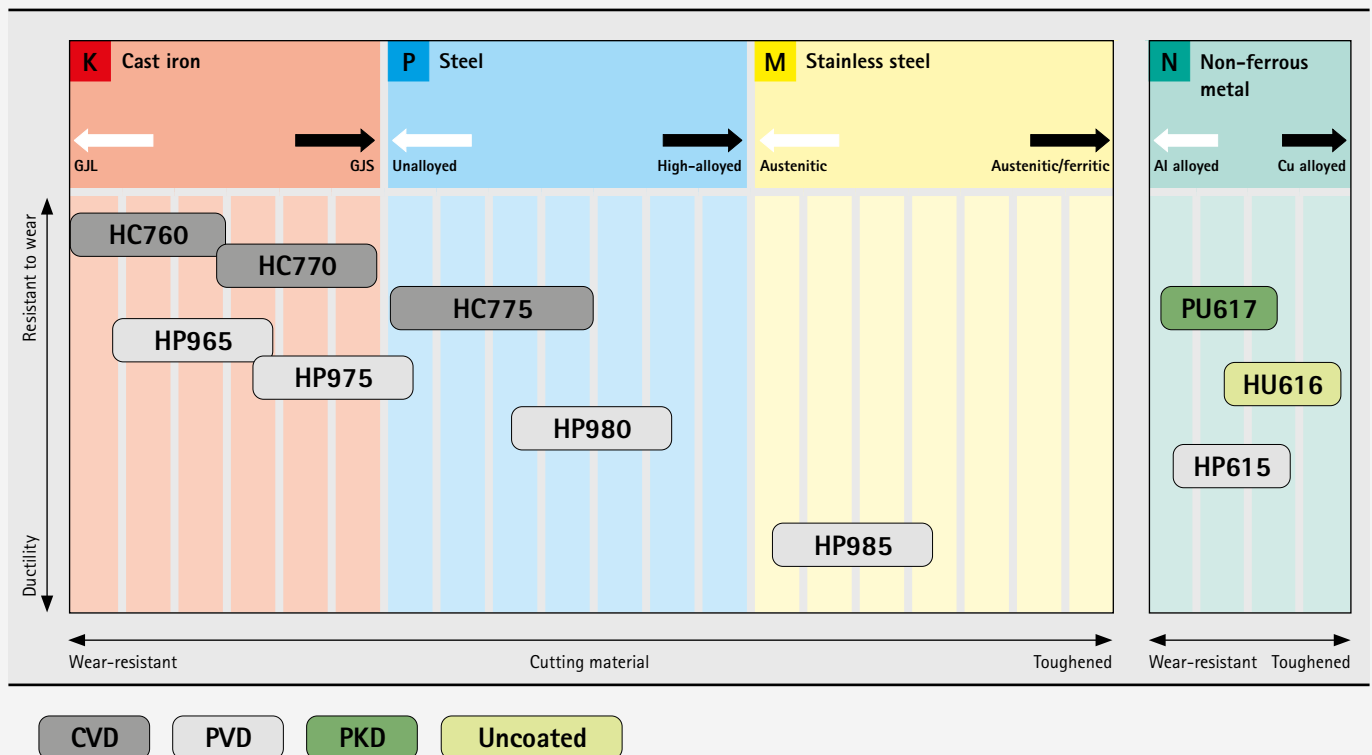 K Cast iron
P Steel
M Stainless steel
N Non-ferrous
metal
GJL GJS
Unalloyed High-alloyed
Austenitic Austenitic/ferritic
Al alloyed Cu alloyed
Resistant to wear
Ductility
HC760
HC770
HC775
PU617
HP965
HP975
HU616
HP980
HP615
HP985
Wear-resistant Cutting material Toughened
Wear-resistant Toughened
CVD PVD PKD Uncoated